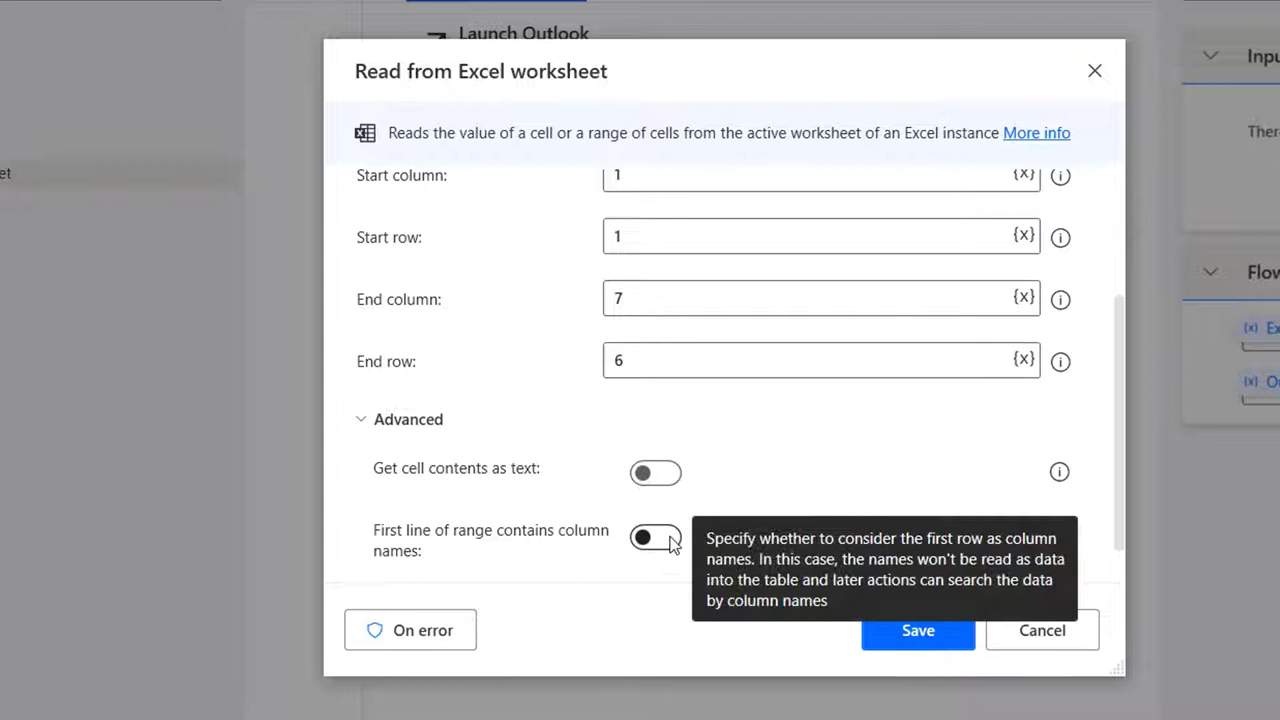 Launch Outlook
Read from Excel worksheet
Reads the value of a cell or a range of cells from the active worksheet of an Excel instance More info
Start column:
1
{x}
Start row:
1
{x}
End column:
7
{x}
End row:
6
{x}
Advanced
Get cell contents as text:
First line of range contains column
names:
Specify whether to consider the first row as column
names. In this case, the names won't be read as data
into the table and later actions can search the data
by column names
On error
Save
Cancel
et
Inpu
Ther
Flow
{x} Ex
{x} O